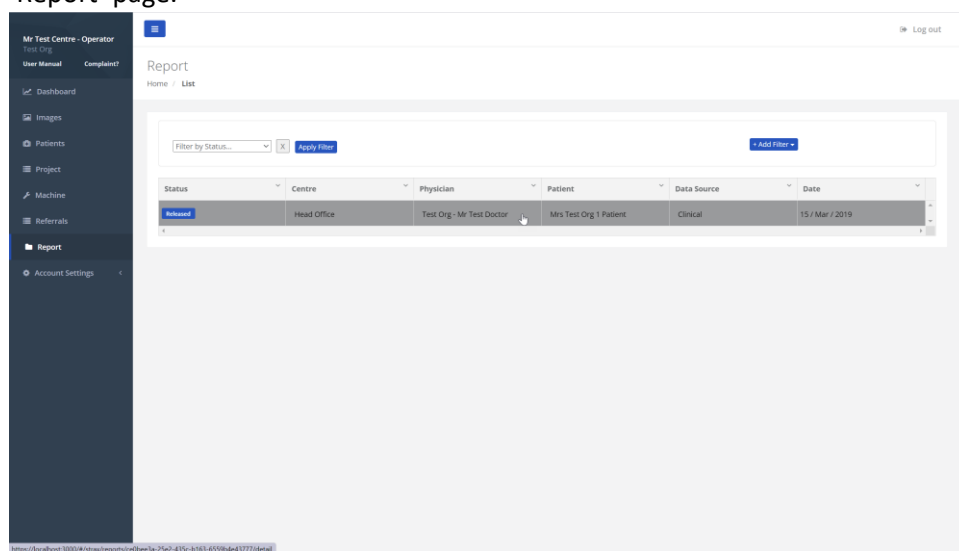 Report page.
Mr Test Centre - Operator
Test Org
User Manual Complaint?
Dashboard
Images
Patients
Project
Machine
Referrals
Report
Account Settings
Log out
Report
Home / List
Filter by Status... X Apply Filter + Add Filter
Status Centre Physician Patient Data Source Date
Released Head Office Test Org - Mr Test Doctor Mrs Test Org 1 Patient Clinical 15 / Mar / 2019